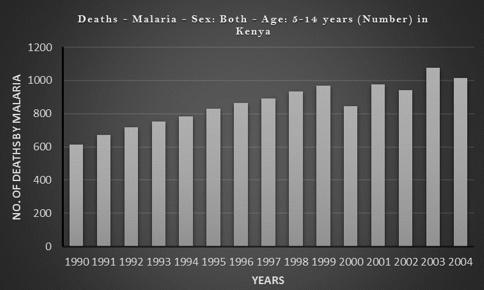 Deaths - Malaria - Sex: Both - Age: 5-14 years (Number) in
Kenya
1200
1000
800
600
400
200
0
NO. OF DEATHS BY MALARIA
1990 1991 1992 1993 1994 1995 1996 1997 1998 1999 2000 2001 2002 2003 2004
YEARS